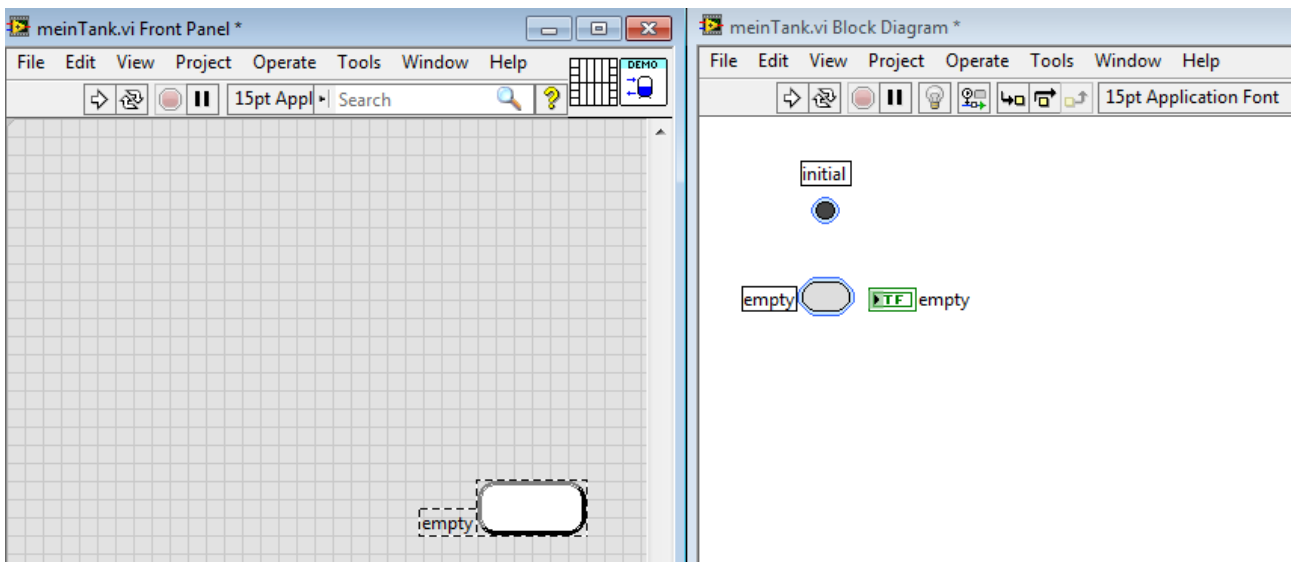 meinTank.vi Front Panel *
File Edit View Project Operate Tools Window Help
DEMO
15pt Appl Search
?
empty
meinTank.vi Block Diagram *
File Edit View Project Operate Tools Window Help
15pt Application Font
initial
empty TF empty